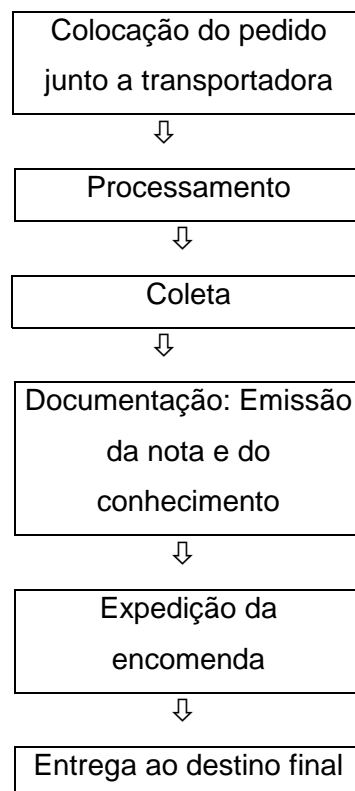 Colocação do pedido
junto a transportadora
⇩
Processamento
⇩
Coleta
⇩
Documentação: Emissão
da nota e do
conhecimento
⇩
Expedição da
encomenda
⇩
Entrega ao destino final